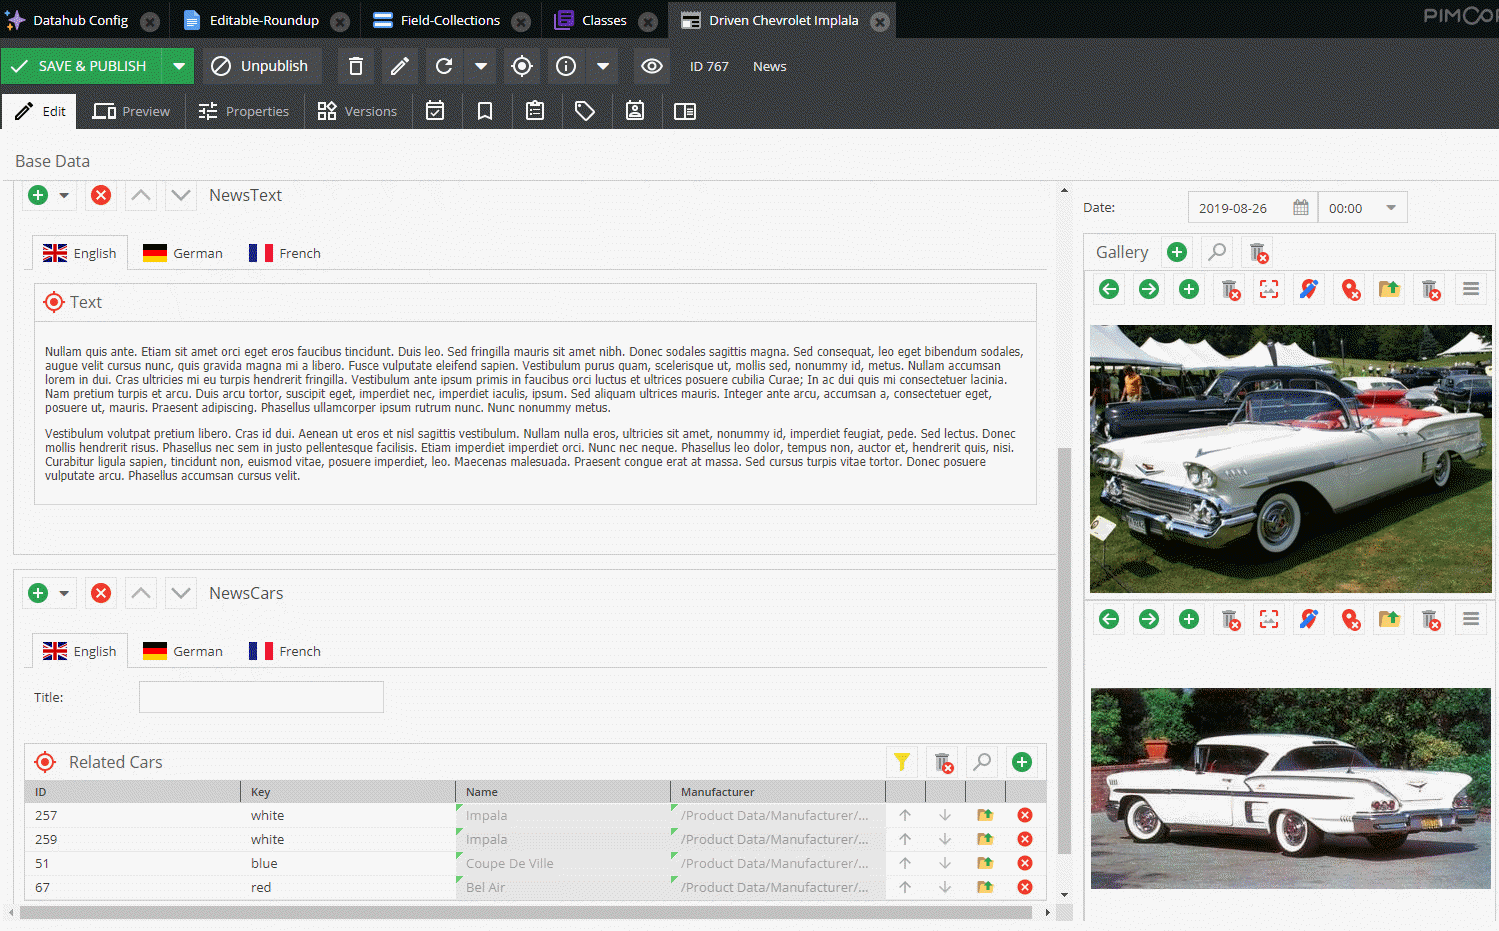 Datahub Config
Editable-Roundup
Field-Collections
Classes
Driven Chevrolet Implala
SAVE & PUBLISH
Unpublish
ID 767
News
Edit
Preview
Properties
Versions
Base Data
NewsText
English
German
French
Text
Nullam quis ante. Etiam sit amet orci eget eros faucibus tincidunt. Duis leo. Sed fringilla mauris sit amet nibh. Donec sodales sagittis magna. Sed consequat, leo eget bibendum sodales,
augue velit cursus nunc, quis gravida magna mi a libero. Fusce vulputate eleifend sapien. Vestibulum purus quam, scelerisque ut, mollis sed, nonummy id, metus. Nullam accumsan
lorem in dui. Cras ultricies mi eu turpis hendrerit fringilla. Vestibulum ante ipsum primis in faucibus orci luctus et ultrices posuere cubilia Curae; In ac dui quis mi consectetuer lacinia.
Nam pretium turpis et arcu. Duis arcu tortor, suscipit eget, imperdiet nec, imperdiet iaculis, ipsum. Sed aliquam ultrices mauris. Integer ante arcu, accumsan a, consectetuer eget,
posuere ut, mauris. Praesent adipiscing. Phasellus ullamcorper ipsum rutrum nunc. Nunc nonummy metus.
Vestibulum volutpat pretium libero. Cras id dui. Aenean ut eros et nisl sagittis vestibulum. Nullam nulla eros, ultricies sit amet, nonummy id, imperdiet feugiat, pede. Sed lectus. Donec
mollis hendrerit risus. Phasellus nec sem in justo pellentesque facilisis. Etiam imperdiet imperdiet orci. Nunc nec neque. Phasellus leo dolor, tempus non, auctor et, hendrerit quis, nisi.
Curabitur ligula sapien, tincidunt non, euismod vitae, posuere imperdiet, leo. Maecenas malesuada. Praesent congue erat at massa. Sed cursus turpis vitae tortor. Donec posuere
vulputate arcu. Phasellus accumsan cursus velit.
NewsCars
English
German
French
Title:
Related Cars
ID Key Name Manufacturer
257 white Impala /Product Data/Manufacturer/...
259 white Impala /Product Data/Manufacturer/...
51 blue Coupe De Ville /Product Data/Manufacturer/...
67 red Bel Air /Product Data/Manufacturer/...
Date:
2019-08-26
00:00
Gallery